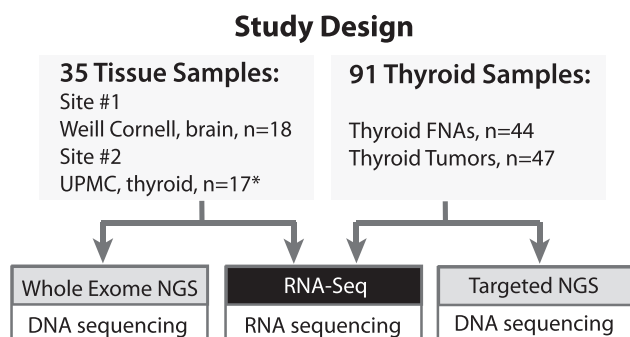 Study Design
35 Tissue Samples:
Site #1
Weill Cornell, brain, n=18
Site #2
UPMC, thyroid, n=17*
91 Thyroid Samples:
Thyroid FNAs, n=44
Thyroid Tumors, n=47
Whole Exome NGS
DNA sequencing
RNA-Seq
RNA sequencing
Targeted NGS
DNA sequencing